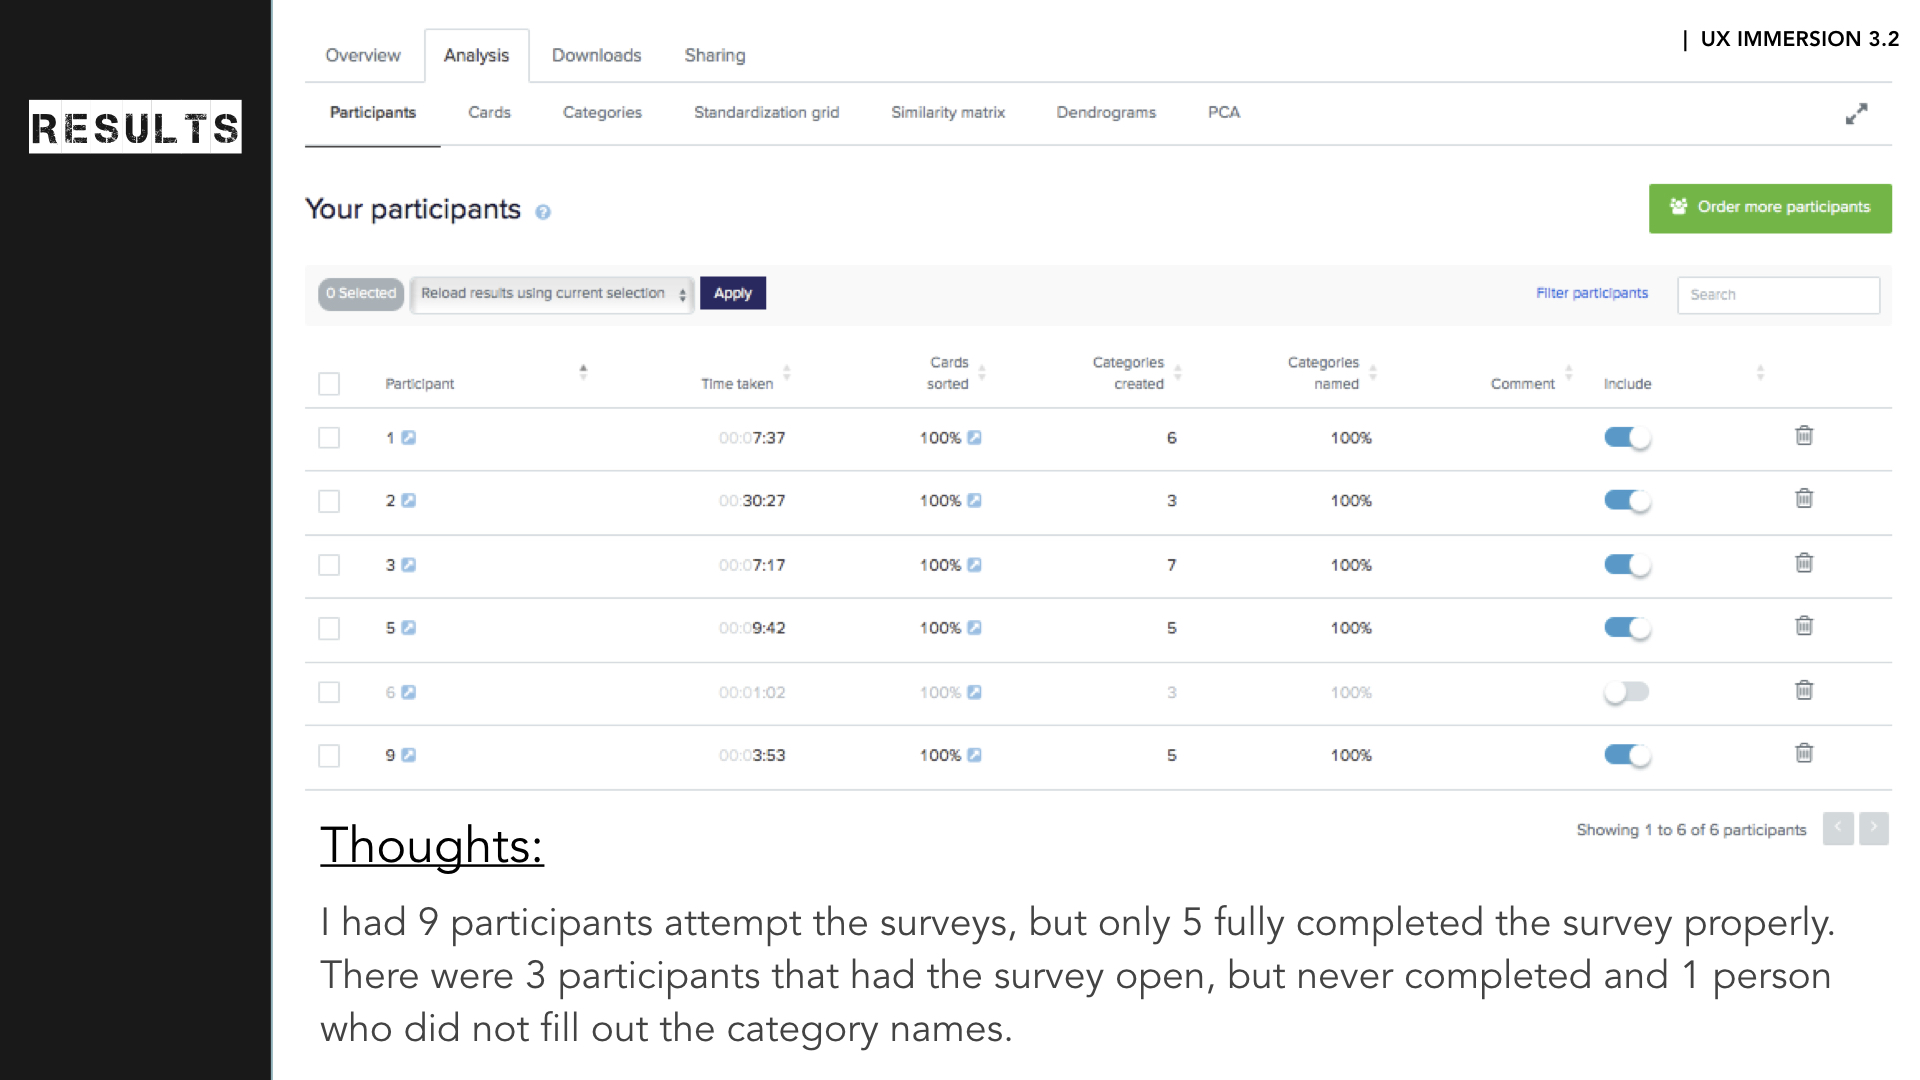 | UX IMMERSION 3.2
RESULTS
Overview Analysis Downloads Sharing
Participants Cards Categories Standardization grid Similarity matrix Dendrograms PCA
Your participants ?
Order more participants
0 Selected Reload results using current selection Apply Filter participants Search
Participant Time taken Cards sorted Categories created Categories named Comment Include
1 00:07:37 100% 6 100%
2 00:30:27 100% 3 100%
3 00:07:17 100% 7 100%
5 00:09:42 100% 5 100%
6 00:01:02 100% 3 100%
9 00:03:53 100% 5 100%
Showing 1 to 6 of 6 participants < >
Thoughts:
I had 9 participants attempt the surveys, but only 5 fully completed the survey properly.
There were 3 participants that had the survey open, but never completed and 1 person
who did not fill out the category names.